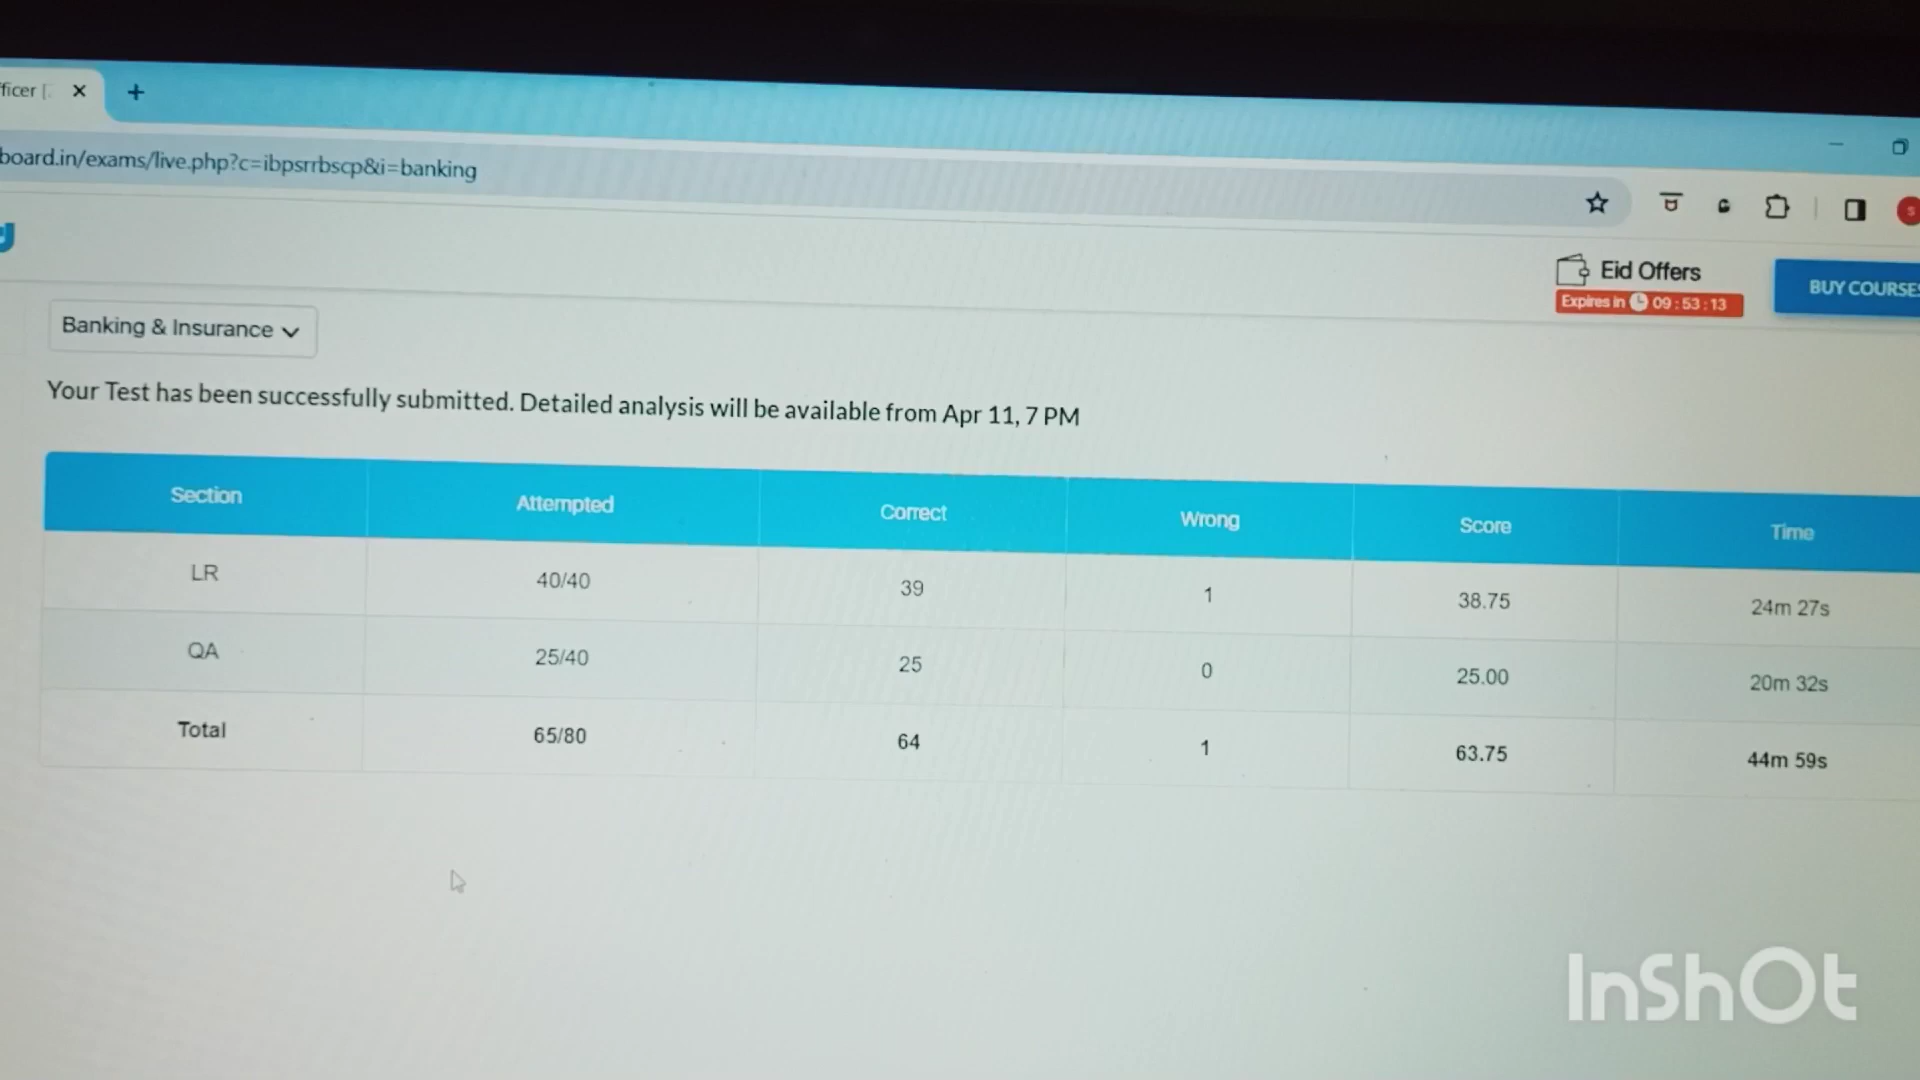 fficer [
board.in/exams/live.php?c=ibpsrrbscp&i=banking
Eid Offers
Expires in 09 : 53 : 13
BUY COURSES
Banking & Insurance
Your Test has been successfully submitted. Detailed analysis will be available from Apr 11, 7 PM
Section Attempted Correct Wrong Score Time
LR 40/40 39 1 38.75 24m 27s
QA 25/40 25 0 25.00 20m 32s
Total 65/80 64 1 63.75 44m 59s
InShOt